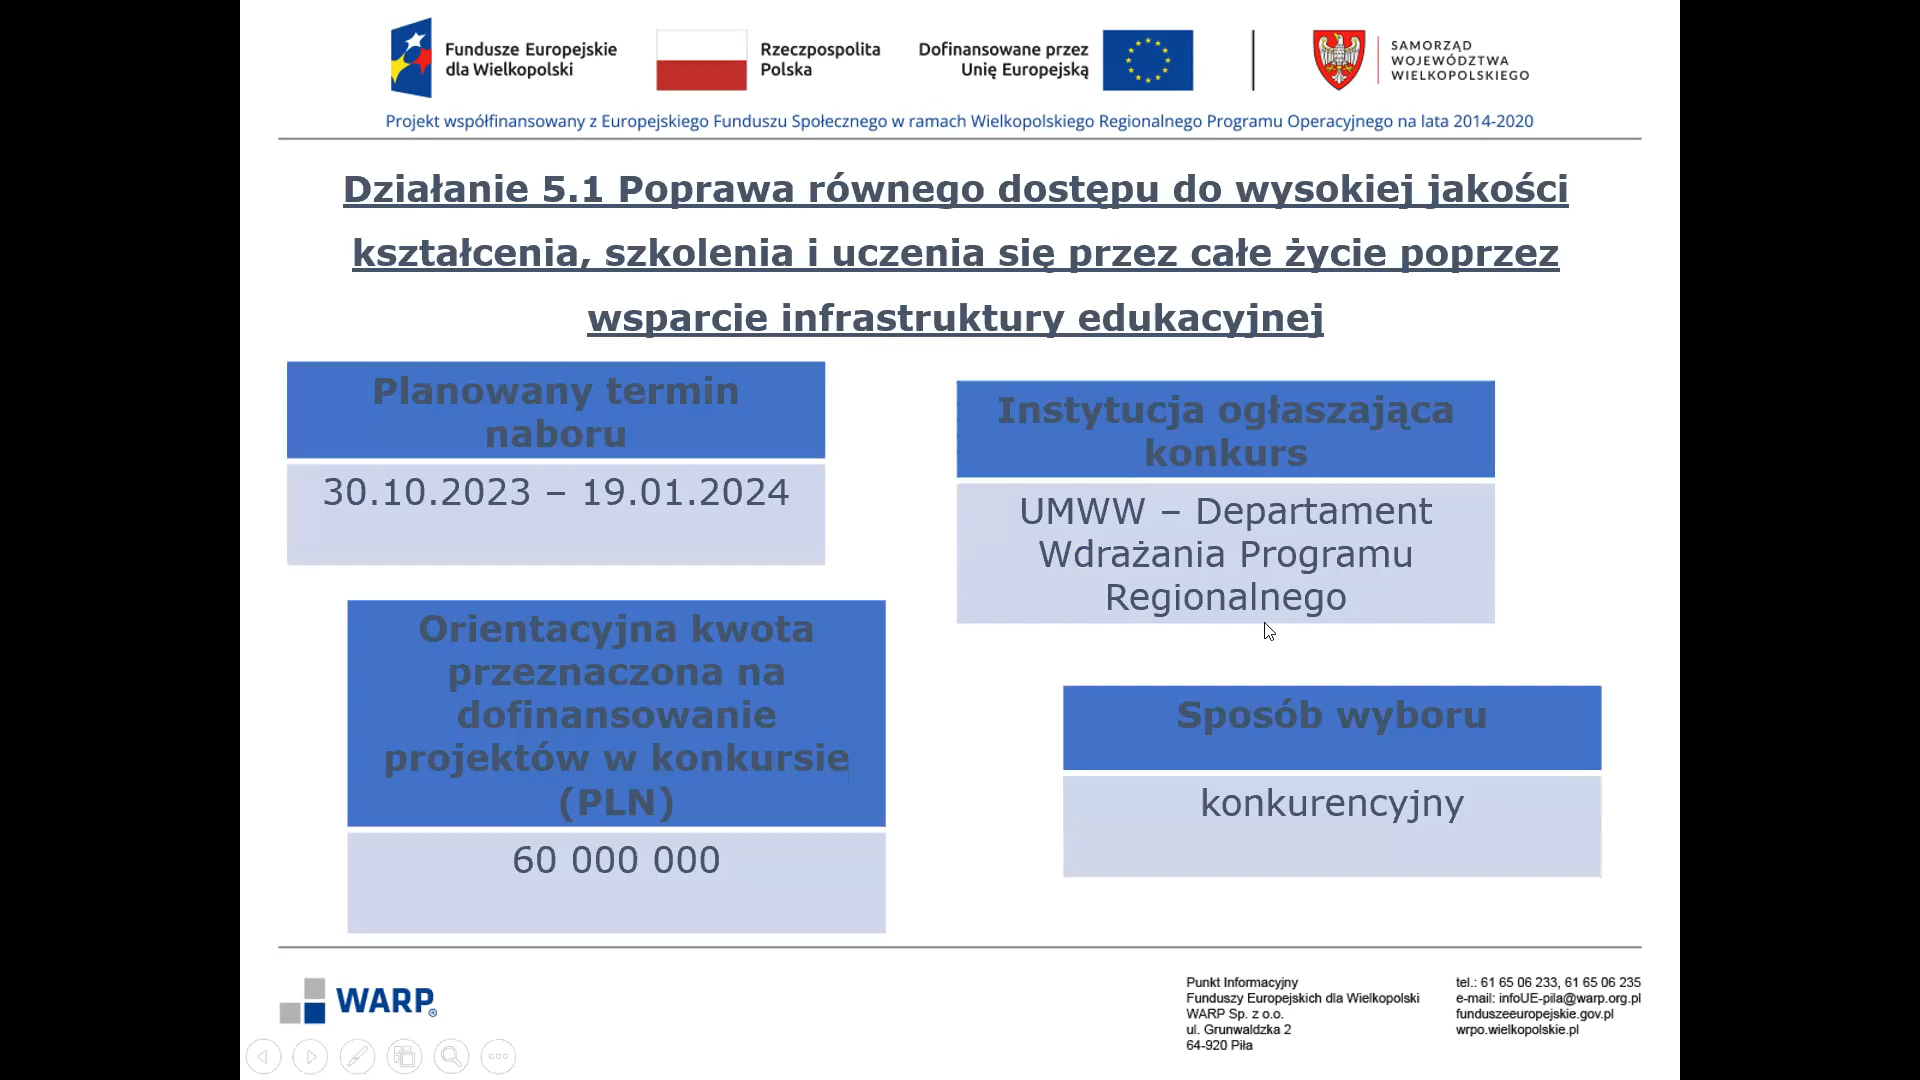 Fundusze Europejskie
dla Wielkopolski
Rzeczpospolita
Polska
Dofinansowane przez
Unię Europejską
SAMORZĄD
WOJEWÓDZTWA
WIELKOPOLSKIEGO
Projekt współfinansowany z Europejskiego Funduszu Społecznego w ramach Wielkopolskiego Regionalnego Programu Operacyjnego na lata 2014-2020
Działanie 5.1 Poprawa równego dostępu do wysokiej jakości
kształcenia, szkolenia i uczenia się przez całe życie poprzez
wsparcie infrastruktury edukacyjnej
Planowany termin
naboru
30.10.2023 – 19.01.2024
Instytucja ogłaszająca
konkurs
UMWW – Departament
Wdrażania Programu
Regionalnego
Orientacyjna kwota
przeznaczona na
dofinansowanie
projektów w konkursie
(PLN)
60 000 000
Sposób wyboru
konkurencyjny
WARP®
Punkt Informacyjny
Funduszy Europejskich dla Wielkopolski
WARP Sp. z o.o.
ul. Grunwaldzka 2
64-920 Piła
tel.: 61 65 06 233, 61 65 06 235
e-mail: infoUE-pila@warp.org.pl
funduszeeuropejskie.gov.pl
wrpo.wielkopolskie.pl